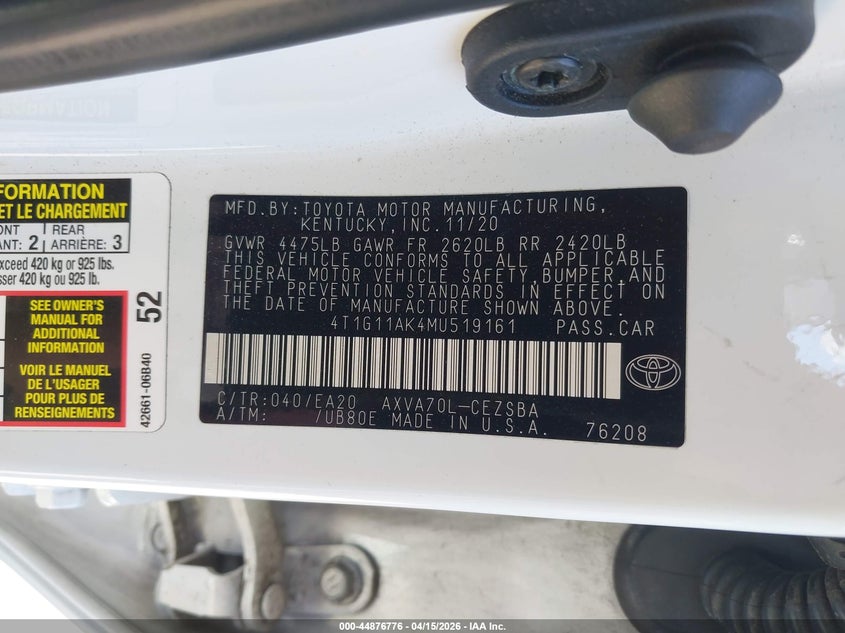 FORMATION
ET LE CHARGEMENT
REAR
ANT: 2 ARRIÈRE: 3
exceed 420 kg or 925 lbs.
sser 420 kg ou 925 lb.
SEE OWNER'S
MANUAL FOR
ADDITIONAL
INFORMATION
VOIR LE MANUEL
DE L'USAGER
POUR PLUS DE
RENSEIGNEMENTS
52
42661-06B40
MFD.BY:TOYOTA MOTOR MANUFACTURING,
KENTUCKY, INC.11/20
GVWR 4475LB GAWR FR 2620LB RR 2420LB
THIS VEHICLE CONFORMS TO ALL APPLICABLE
FEDERAL MOTOR VEHICLE SAFETY, BUMPER, AND
THEFT PREVENTION STANDARDS IN EFFECT ON
THE DATE OF MANUFACTURE SHOWN ABOVE.
4T1G11AK4MU519161 PASS.CAR
C/TR:040/EA20 AXVA70L-CEZSBA
A/TM: /UB80E MADE IN U.S.A. 76208
000-44876776 | 04/15/2026 | IAA Inc.